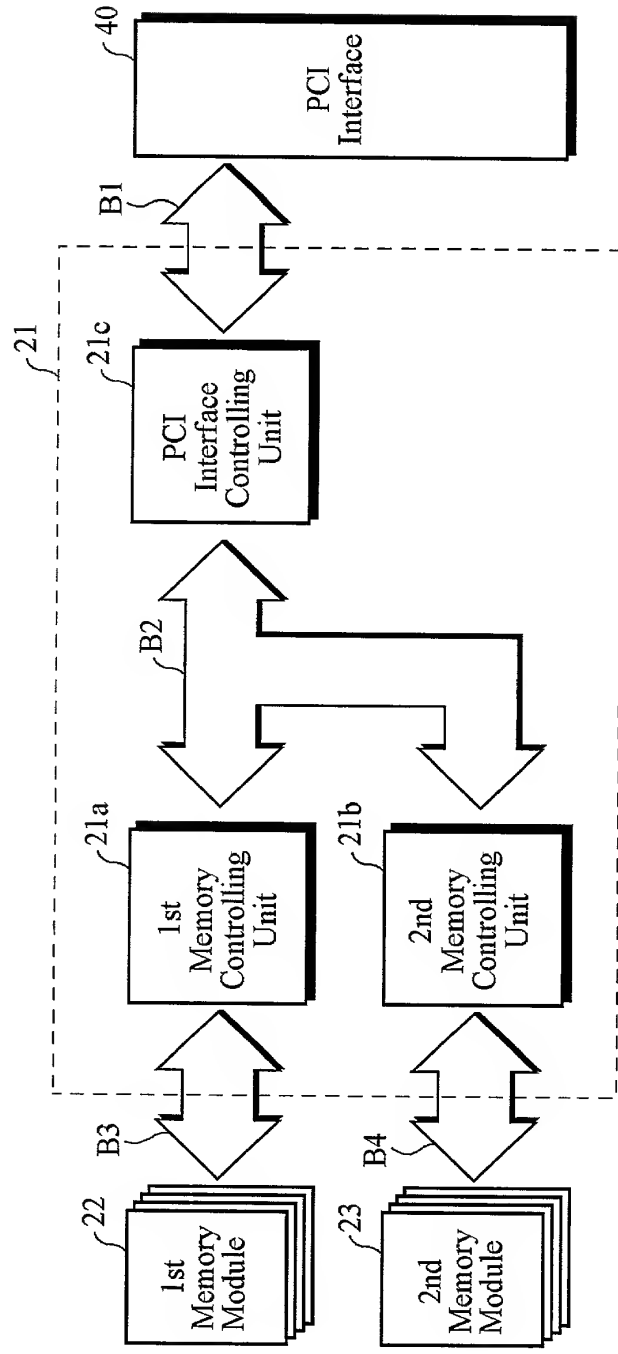 40
PCI
Interface
B1
21
21c
PCI
Interface
Controlling
Unit
B2
21a
1st
Memory
Controlling
Unit
21b
2nd
Memory
Controlling
Unit
B3
B4
22
1st
Memory
Module
23
2nd
Memory
Module